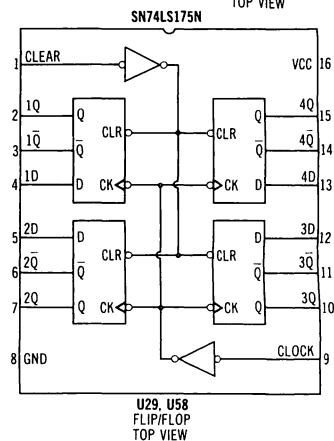 TOP VIEW
SN74LS175N
1 CLEAR VCC 16
2 1Q Q Q 4Q 15
CLR CLR
3 1Q̅ Q̅ Q̅ 4Q̅ 14
4 1D D CK CK D 4D 13
5 2D D D 3D 12
CLR CLR
6 2Q̅ Q̅ Q̅ 3Q̅ 11
7 2Q Q CK CK Q 3Q 10
8 GND CLOCK 9
U29, U58
FLIP/FLOP
TOP VIEW